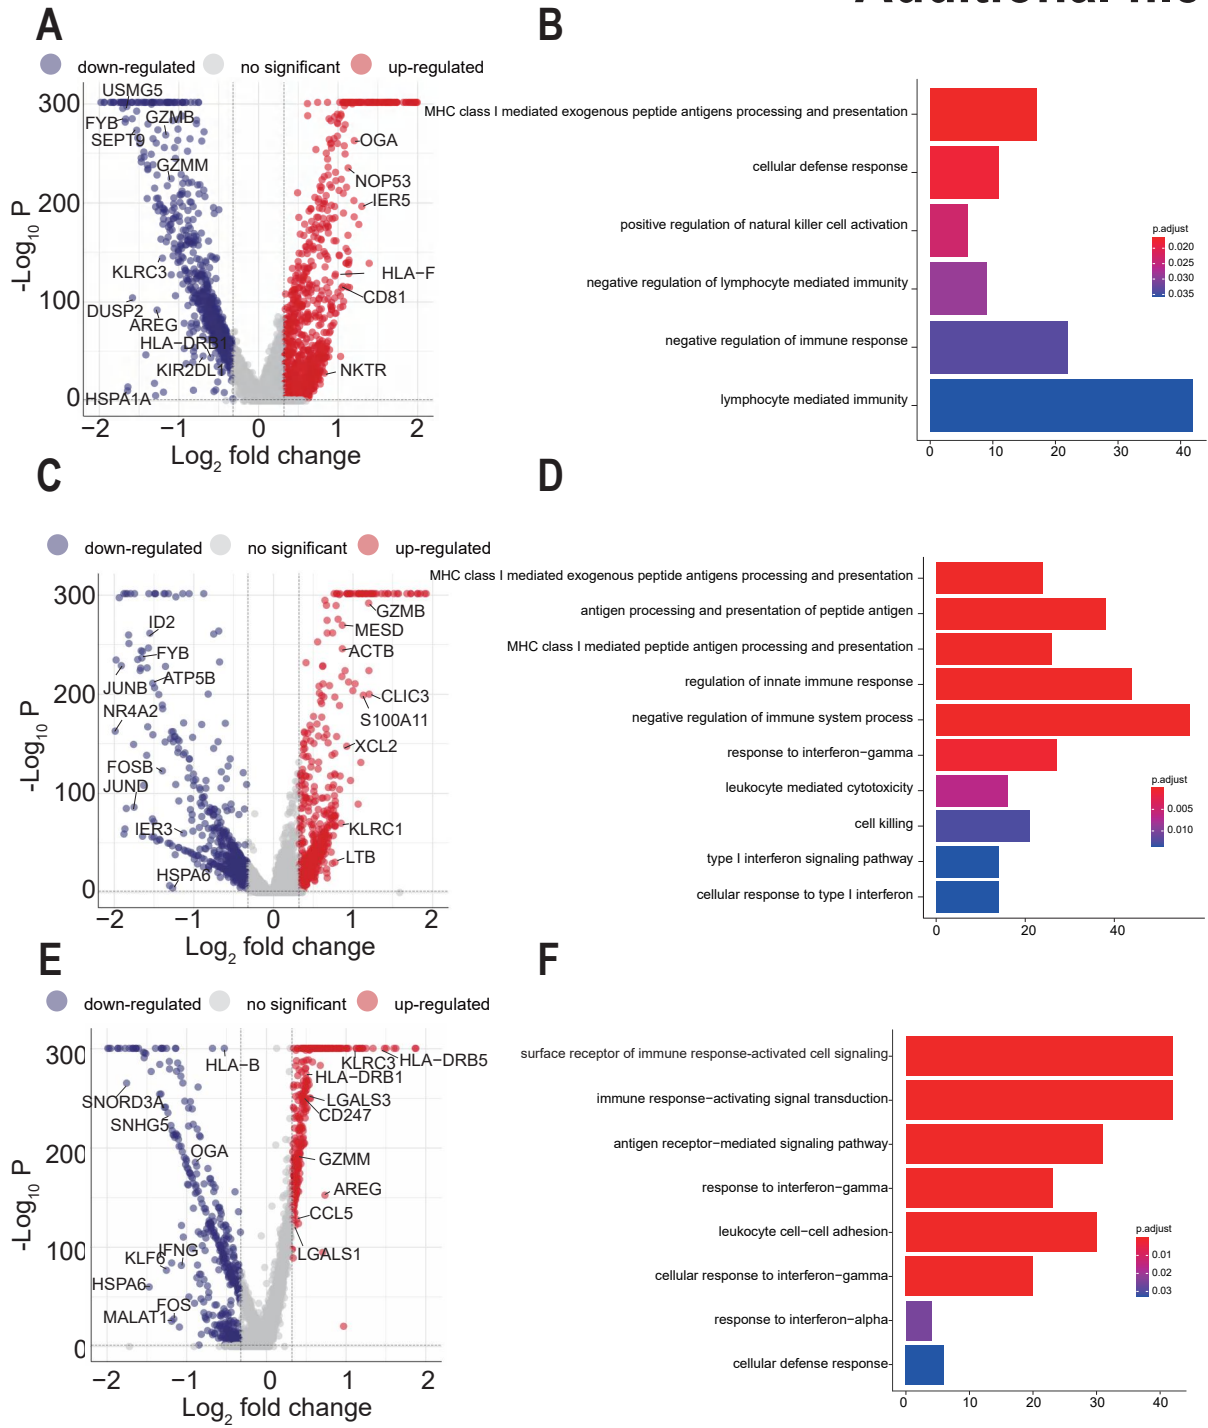 A
B
down-regulated no significant up-regulated
USMG5
300
FYB GZMB
SEPT9
OGA
GZMM
NOP53
200
IER5
-Log10 P
KLRC3
HLA−F
100
CD81
DUSP2
AREG
HLA−DRB1
KIR2DL1
NKTR
0
HSPA1A
−2 −1 0 1 2
Log2 fold change
MHC class I mediated exogenous peptide antigens processing and presentation
cellular defense response
positive regulation of natural killer cell activation
negative regulation of lymphocyte mediated immunity
negative regulation of immune response
lymphocyte mediated immunity
p.adjust
0.020
0.025
0.030
0.035
0 10 20 30 40
C
D
down-regulated no significant up-regulated
300
GZMB
ID2
MESD
FYB
ACTB
ATP5B
JUNB
200
CLIC3
NR4A2
S100A11
-Log10 P
XCL2
FOSB
JUND
100
IER3
KLRC1
LTB
HSPA6
0
−2 −1 0 1 2
Log2 fold change
MHC class I mediated exogenous peptide antigens processing and presentation
antigen processing and presentation of peptide antigen
MHC class I mediated peptide antigen processing and presentation
regulation of innate immune response
negative regulation of immune system process
response to interferon−gamma
leukocyte mediated cytotoxicity
cell killing
type I interferon signaling pathway
cellular response to type I interferon
p.adjust
0.005
0.010
0 20 40
E
F
down-regulated no significant up-regulated
300
HLA−B
KLRC3 HLA−DRB5
HLA−DRB1
SNORD3A
LGALS3
SNHG5
CD247
200
OGA
GZMM
-Log10 P
AREG
CCL5
100
IFNG
LGALS1
KLF6
HSPA6
FOS
MALAT1
0
−2 −1 0 1 2
Log2 fold change
surface receptor of immune response-activated cell signaling
immune response−activating signal transduction
antigen receptor−mediated signaling pathway
response to interferon−gamma
leukocyte cell−cell adhesion
cellular response to interferon−gamma
response to interferon−alpha
cellular defense response
p.adjust
0.01
0.02
0.03
0 10 20 30 40